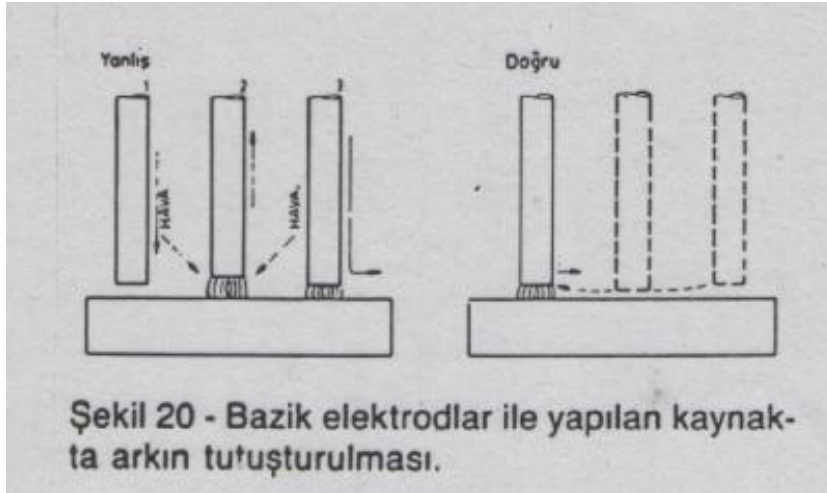 Yanlış
Doğru
1 2 3
HAVA
HAVA
Şekil 20 - Bazik elektrodlar ile yapılan kaynak-
ta arkın tutuşturulması.